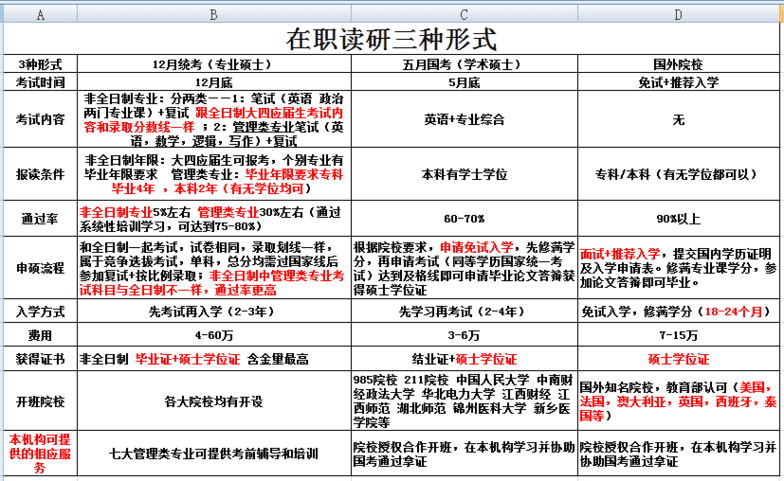 A B C D
在职读研三种形式
3种形式 12月统考（专业硕士） 五月国考（学术硕士） 国外院校
考试时间 12月底 5月底 免试+推荐入学
考试内容
非全日制专业：分两类——1：笔试（英语 政治
两门专业课）+复试 跟全日制大四应届生考试内
容和录取分数线一样 ；2：管理类专业笔试（英
语，数学，逻辑，写作）+复试
英语+专业综合
无
报读条件
非全日制年限：大四应届生可报考，个别专业有
毕业年限要求 管理类专业：毕业年限要求专科
毕业4年 ，本科2年（有无学位均可）
本科有学士学位
专科/本科（有无学位都可以）
通过率
非全日制专业5%左右 管理类专业30%左右（通过
系统性培训学习，可达到75-80%）
60-70%
90%以上
申硕流程
和全日制一起考试，试卷相同，录取划线一样，
属于竞争选拔考试，单科，总分均需过国家线后
参加复试+按比例录取；非全日制中管理类专业考
试科目与全日制不一样，通过率更高
根据院校要求，申请免试入学，先修满学
分，再申请考试（同等学历国家统一考
试）达到及格线即可申请毕业论文答辩获
得硕士学位证
面试+推荐入学，提交国内学历证明
及入学申请表。修满专业课学分，参
加论文答辩即可毕业。
入学方式 先考试再入学（2-3年） 先学习再考试（2-4年） 免试入学，修满学分（18-24个月）
费用 4-60万 3-6万 7-15万
获得证书 非全日制 毕业证+硕士学位证 含金量最高 结业证+硕士学位证 硕士学位证
开班院校
各大院校均有开设
985院校 211院校 中国人民大学 中南财
经政法大学 华北电力大学 江西财经 江
西师范 湖北师范 锦州医科大学 新乡医
学院等
国外知名院校，教育部认可（美国，
法国，澳大利亚，英国，西班牙，泰
国等）
本机构可提
供的相应服
务
七大管理类专业可提供考前辅导和培训
院校授权合作开班，在本机构学习并协助
国考通过拿证
院校授权合作开班，在本机构学习并
协助国考通过拿证